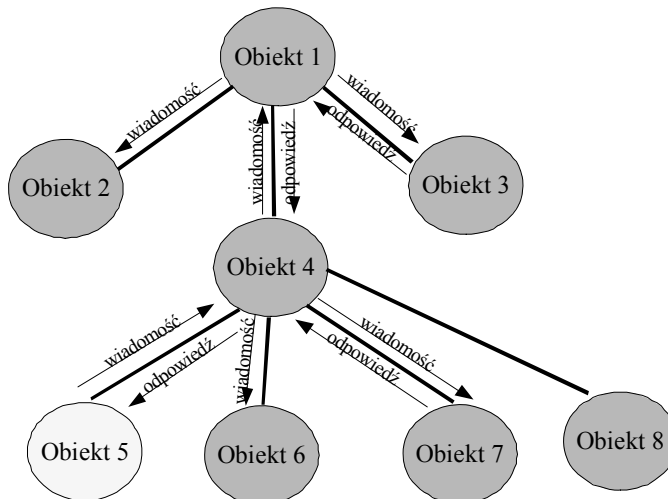 Obiekt 1
wiadomość
wiadomość
odpowiedź
wiadomość
odpowiedź
Obiekt 2
Obiekt 3
Obiekt 4
wiadomość
odpowiedź
wiadomość
wiadomość
odpowiedź
Obiekt 5
Obiekt 6
Obiekt 7
Obiekt 8